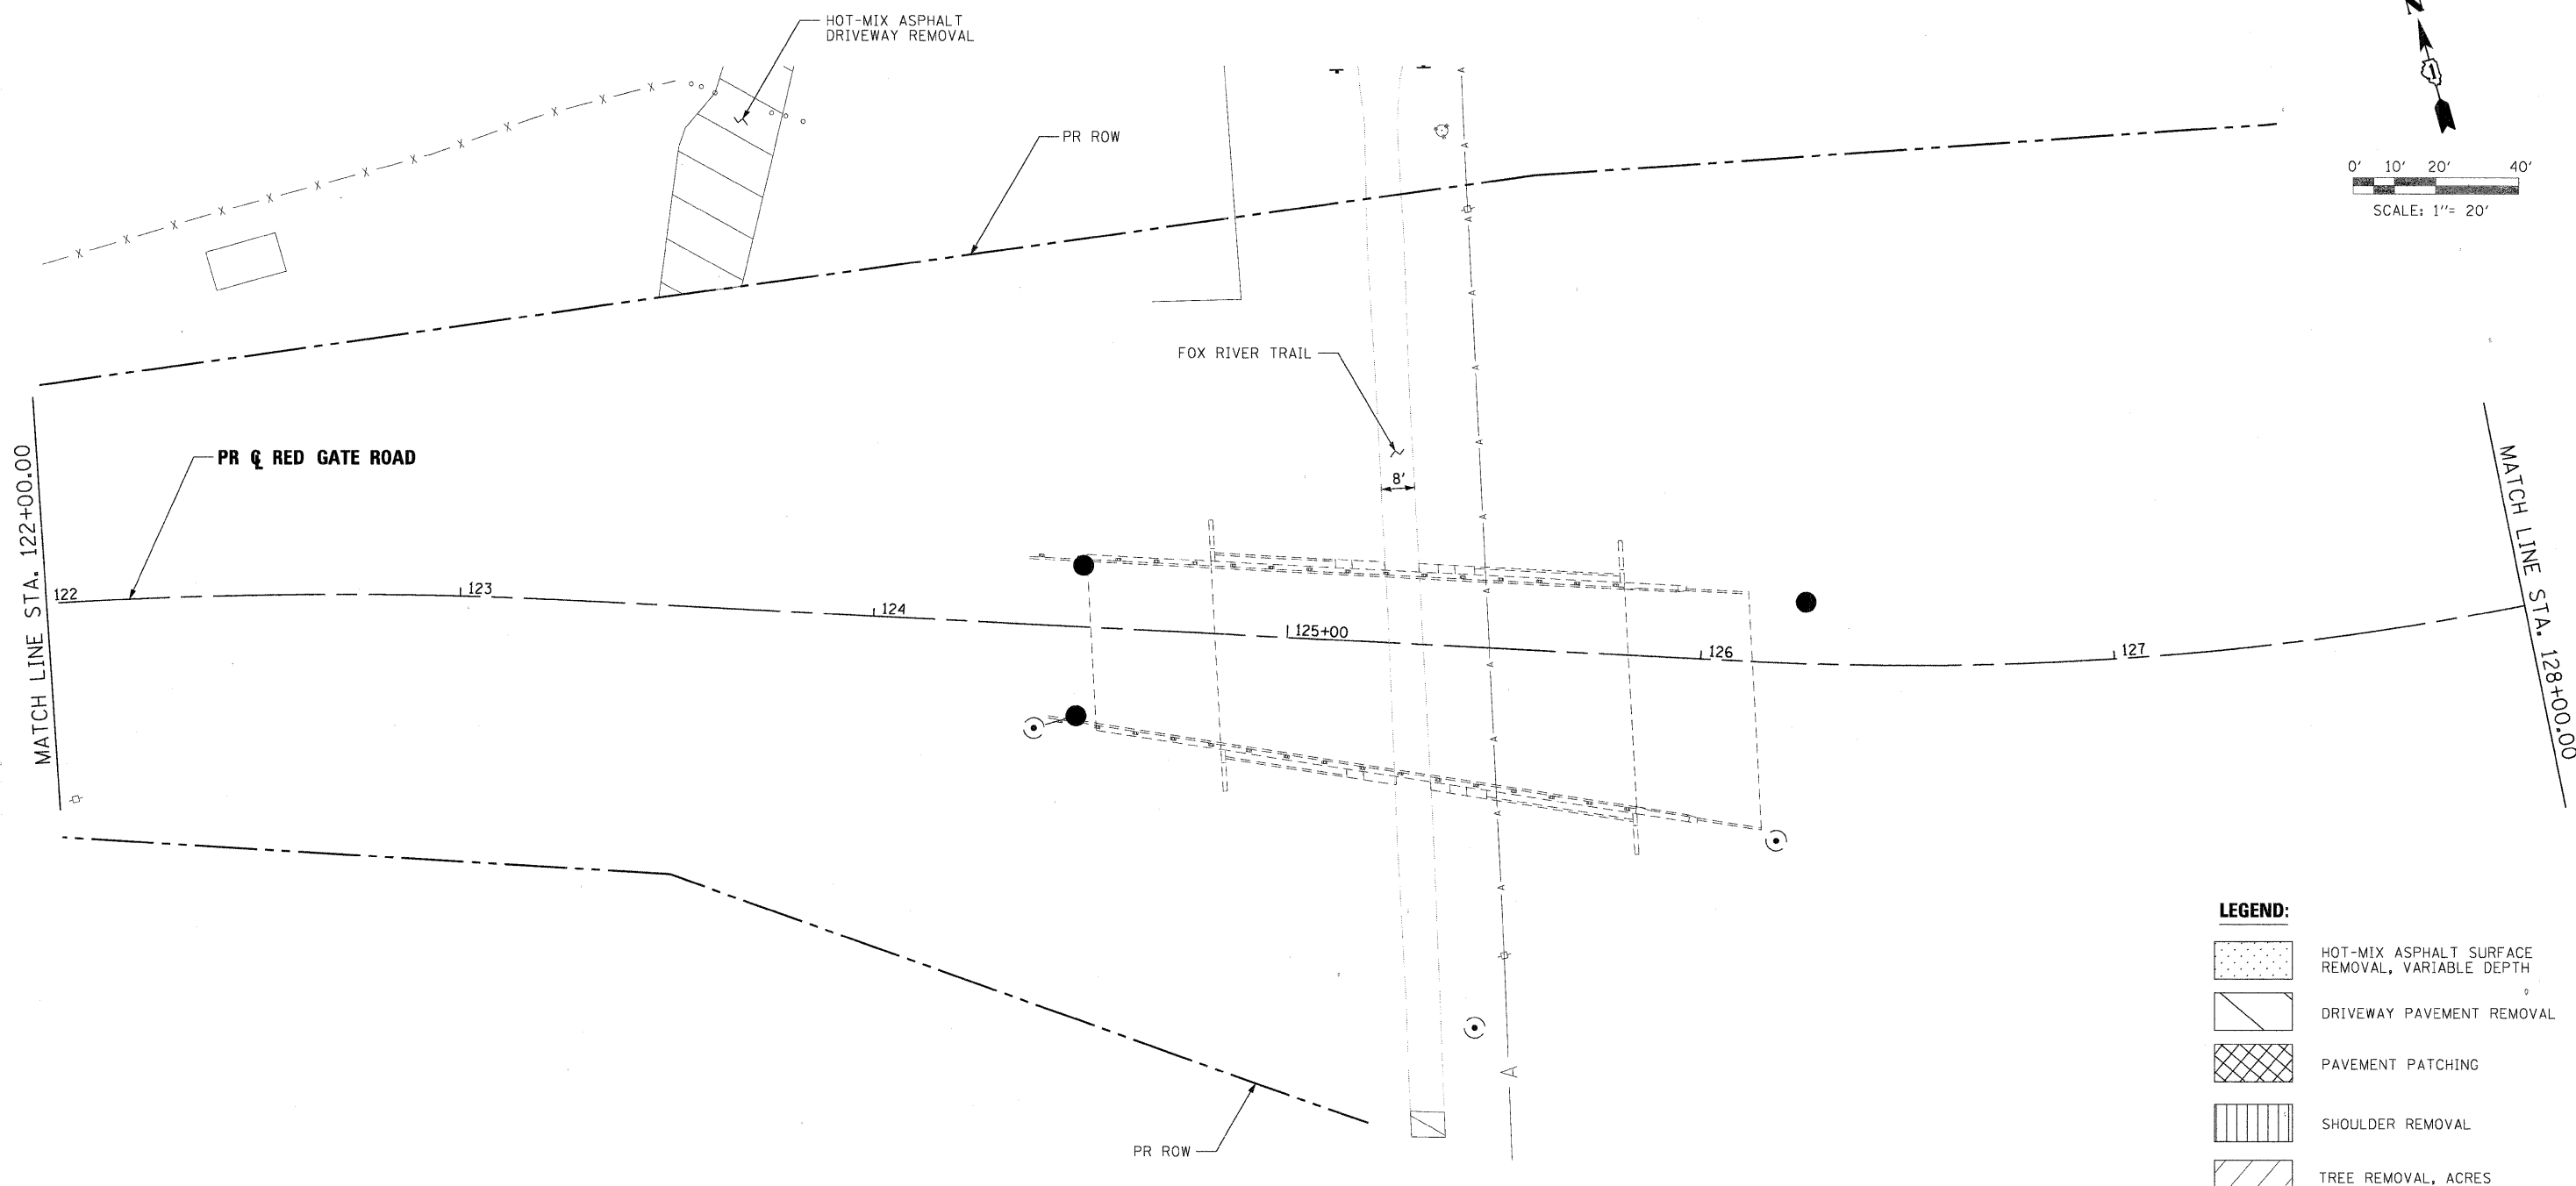 HOT-MIX ASPHALT
DRIVEWAY REMOVAL
N
1
PR ROW
0' 10' 20' 40'
SCALE: 1"= 20'
FOX RIVER TRAIL
8'
MATCH LINE STA. 122+00.00
PR ℄ RED GATE ROAD
122
123
124
125+00
126
127
MATCH LINE STA. 128+00.00
A
PR ROW
LEGEND:
HOT-MIX ASPHALT SURFACE
REMOVAL, VARIABLE DEPTH
DRIVEWAY PAVEMENT REMOVAL
PAVEMENT PATCHING
SHOULDER REMOVAL
TREE REMOVAL, ACRES